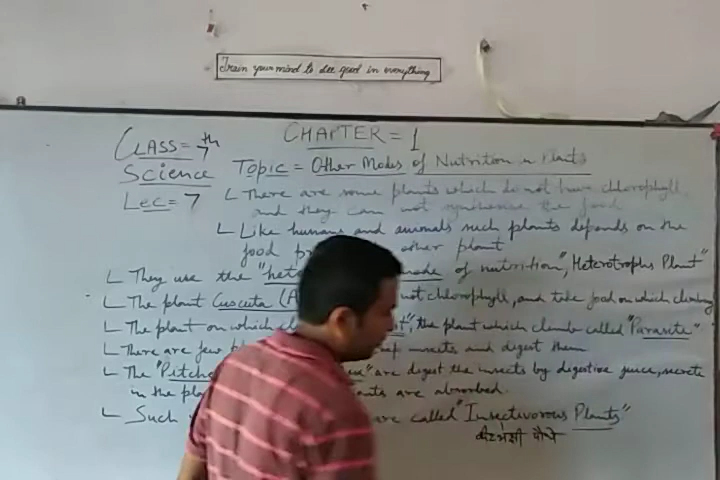 Train your mind to see good in everything
CLASS = 7th
CHAPTER = 1
Science
Topic = Other Modes of Nutrition in Plants
Lec = 7
There are some plants which do not have chlorophyll
and they can not synthesise the food
Like humans and animals such plants depends on the
food other plant
They use the "het mode of nutrition", "Heterotrophs Plant"
The plant Cuscuta (A not chlorophyll, and take food on which climbing
The plant on which the plant which climbs called "Parasite"
There are few insects and digest them
The "Pitche are digest the insects by digestive juice, secrete
in the pla are absorbed.
Such are called "Insectivorous Plants"
कीटभक्षी पौधे